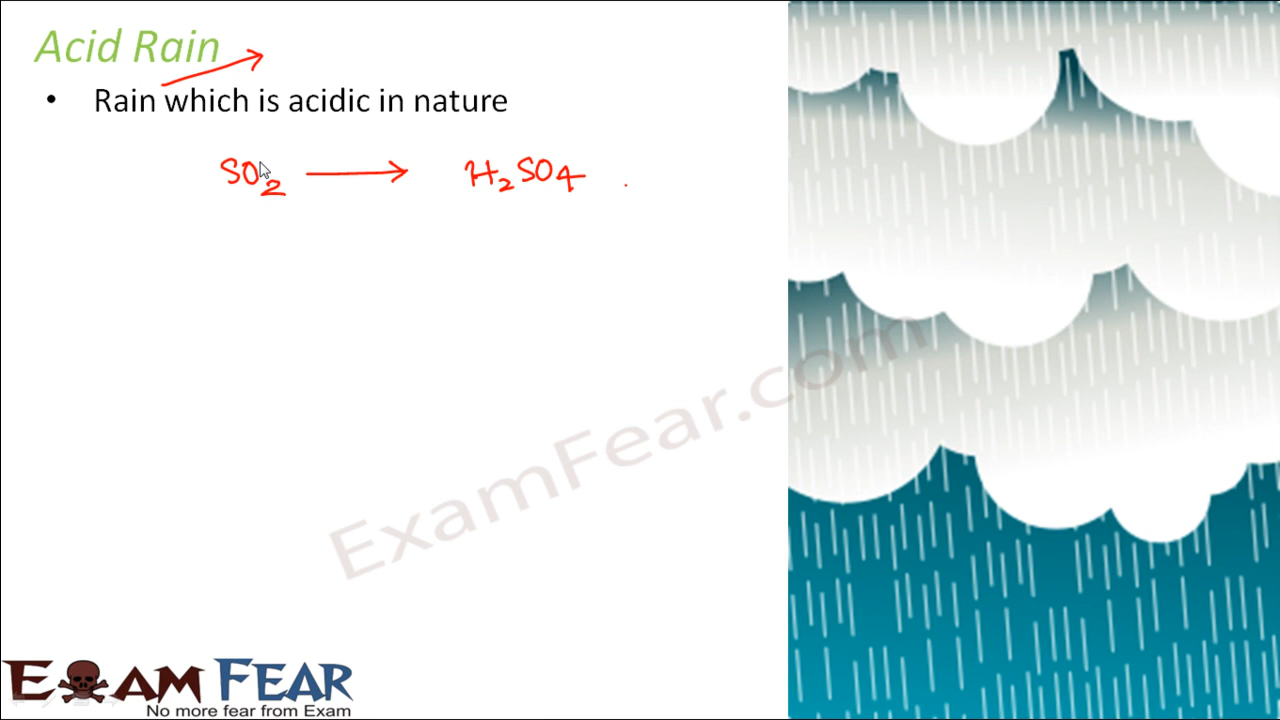 Acid Rain
• Rain which is acidic in nature
SO₂ → H₂SO₄ .
ExamFear.com
EXAM FEAR
No more fear from Exam